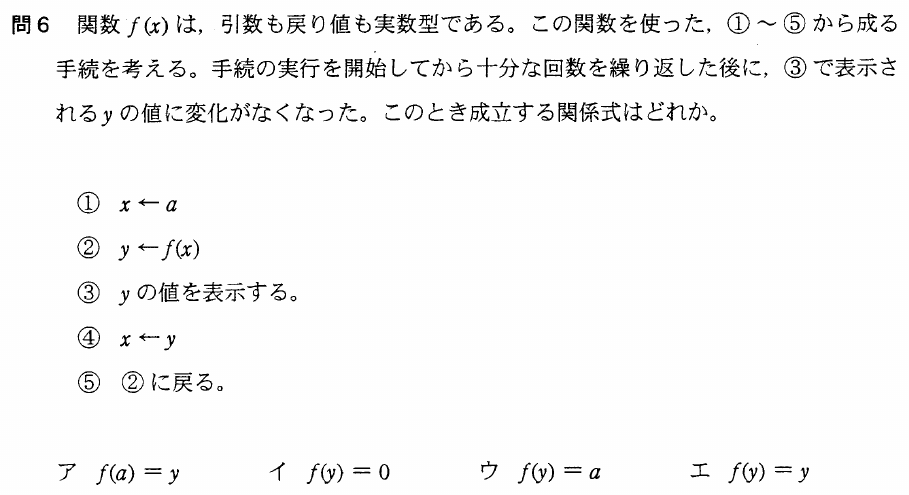 問6 関数 f(x) は，引数も戻り値も実数型である。この関数を使った，①～⑤から成る
手続を考える。手続の実行を開始してから十分な回数を繰り返した後に，③で表示さ
れる y の値に変化がなくなった。このとき成立する関係式はどれか。
① x ← a
② y ← f(x)
③ y の値を表示する。
④ x ← y
⑤ ②に戻る。
ア f(a) = y イ f(y) = 0 ウ f(y) = a エ f(y) = y